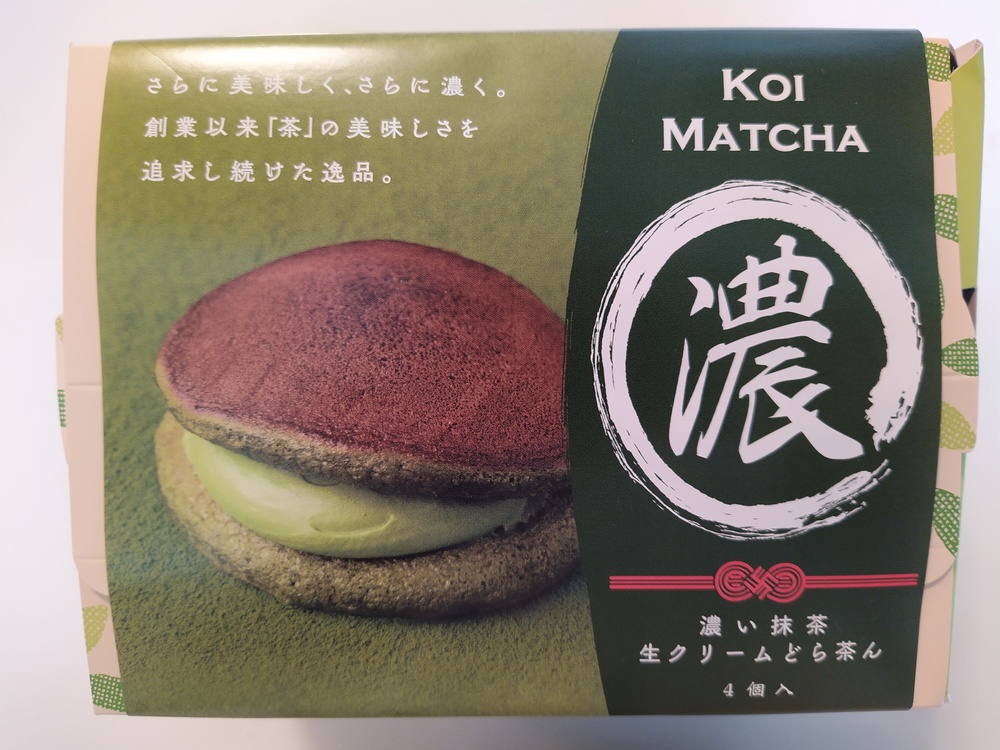 さらに美味しく、さらに濃く。
創業以来「茶」の美味しさを
追求し続けた逸品。
KOI
MATCHA
濃
濃い抹茶
生クリームどら茶ん
4個入